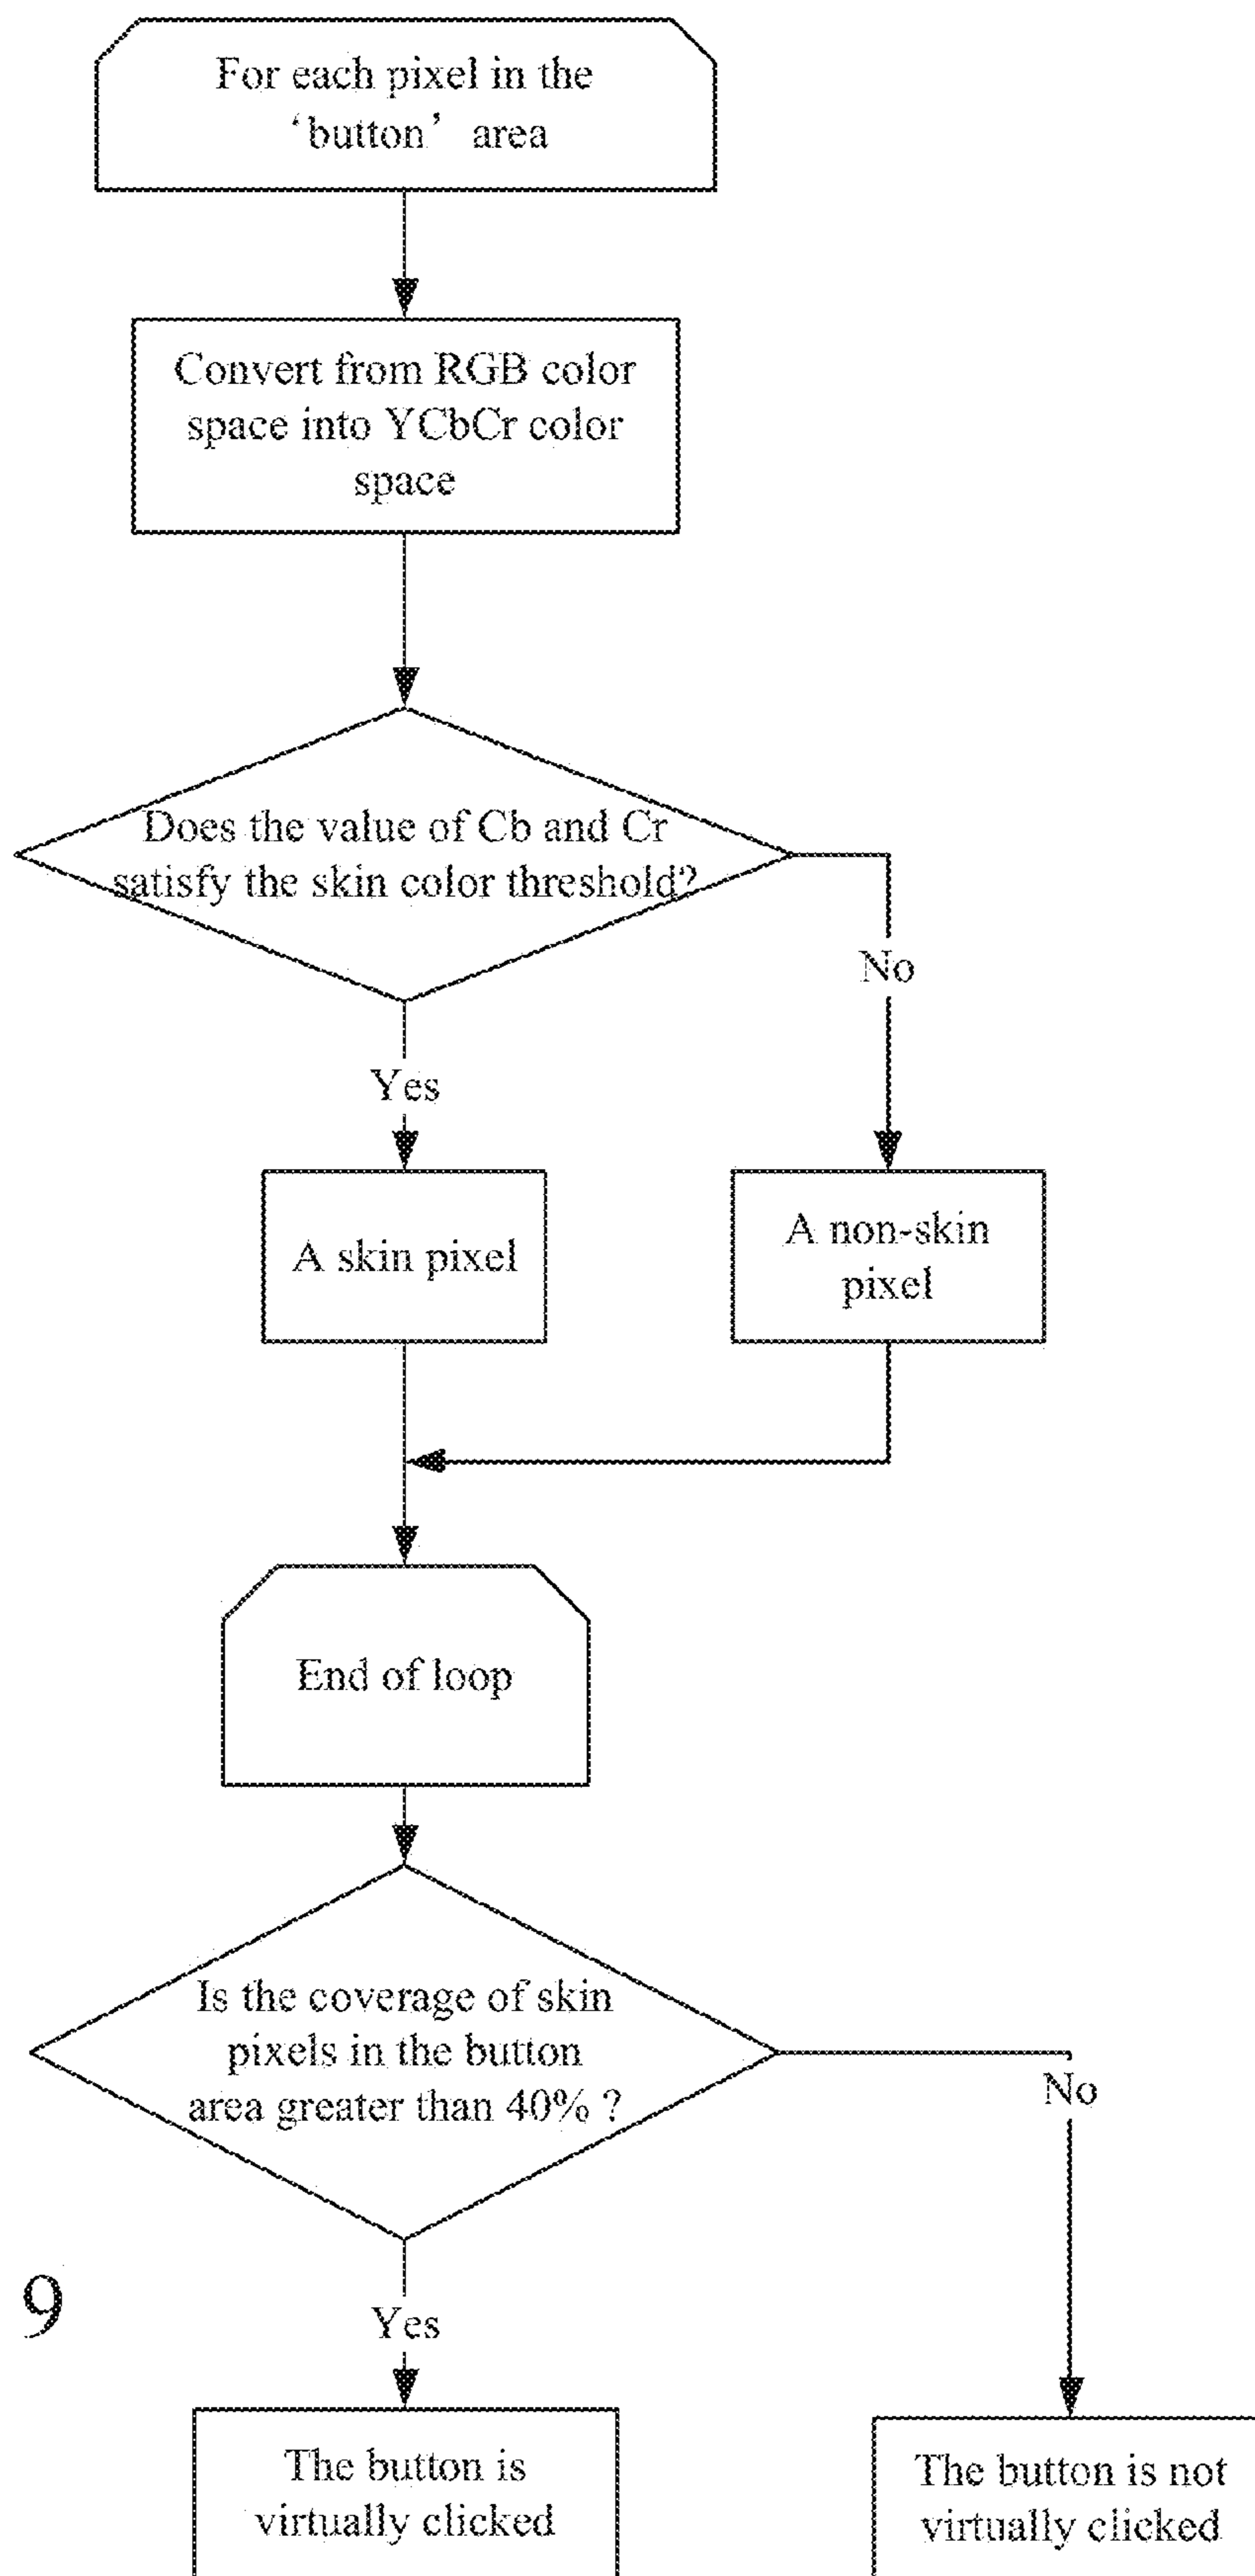 For each pixel in the
‘button’ area
Convert from RGB color
space into YCbCr color
space
Does the value of Cb and Cr
satisfy the skin color threshold?
No
Yes
A skin pixel
A non-skin
pixel
End of loop
Is the coverage of skin
pixels in the button
area greater than 40% ?
No
9
Yes
The button is
virtually clicked
The button is not
virtually clicked